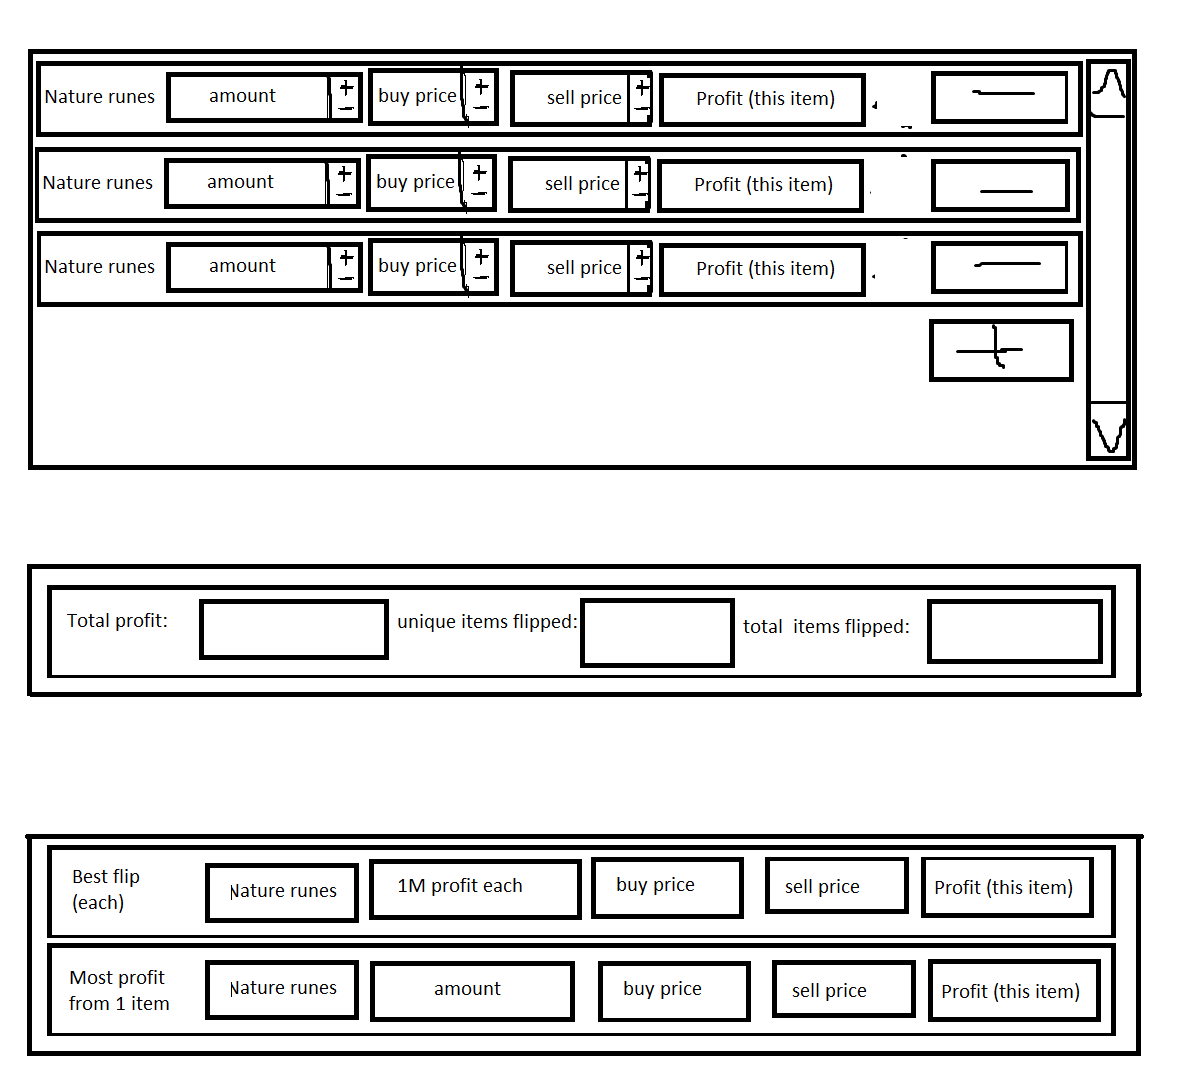 Nature runes amount + - buy price + - sell price + - Profit (this item) -
Nature runes amount + - buy price + - sell price + - Profit (this item) -
Nature runes amount + - buy price + - sell price + - Profit (this item) -
+
Total profit: unique items flipped: total items flipped:
Best flip
(each)
Nature runes 1M profit each buy price sell price Profit (this item)
Most profit
from 1 item
Nature runes amount buy price sell price Profit (this item)